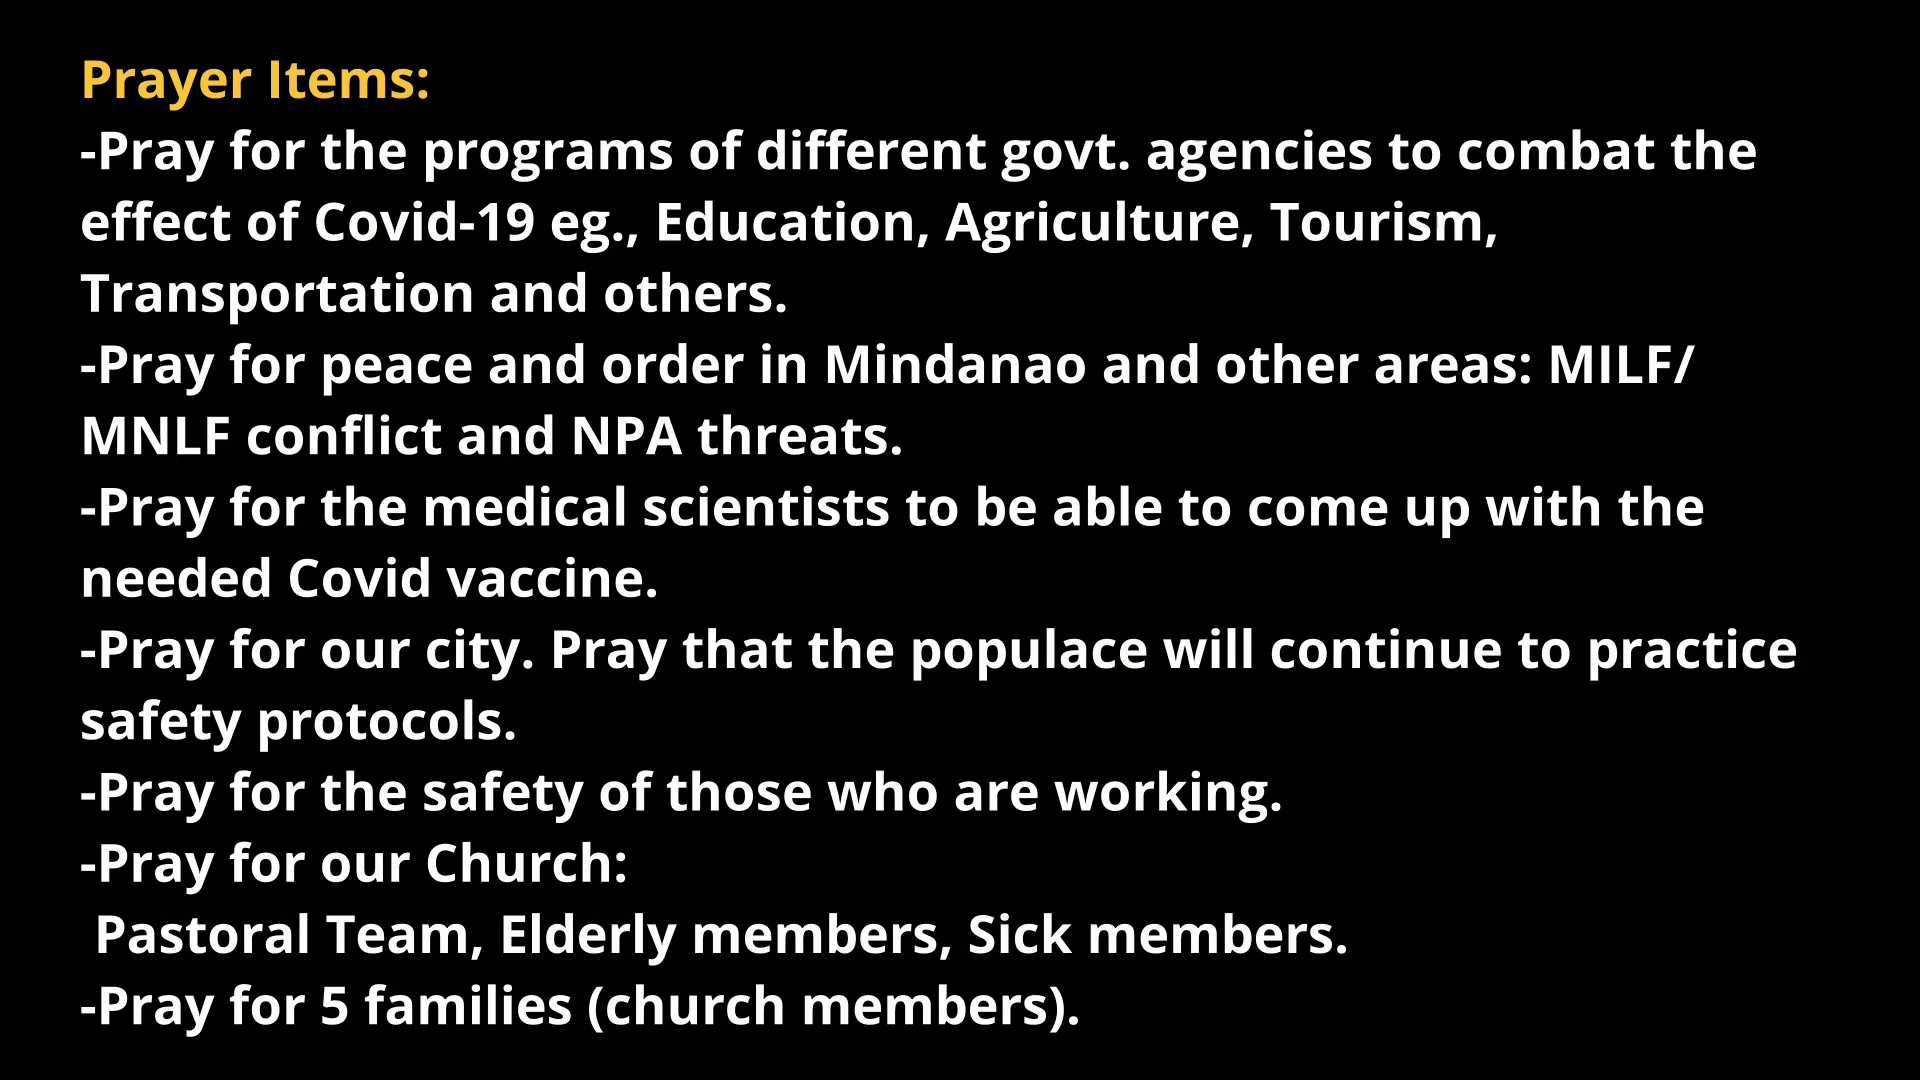 Prayer Items:
-Pray for the programs of different govt. agencies to combat the
effect of Covid-19 eg., Education, Agriculture, Tourism,
Transportation and others.
-Pray for peace and order in Mindanao and other areas: MILF/
MNLF conflict and NPA threats.
-Pray for the medical scientists to be able to come up with the
needed Covid vaccine.
-Pray for our city. Pray that the populace will continue to practice
safety protocols.
-Pray for the safety of those who are working.
-Pray for our Church:
Pastoral Team, Elderly members, Sick members.
-Pray for 5 families (church members).